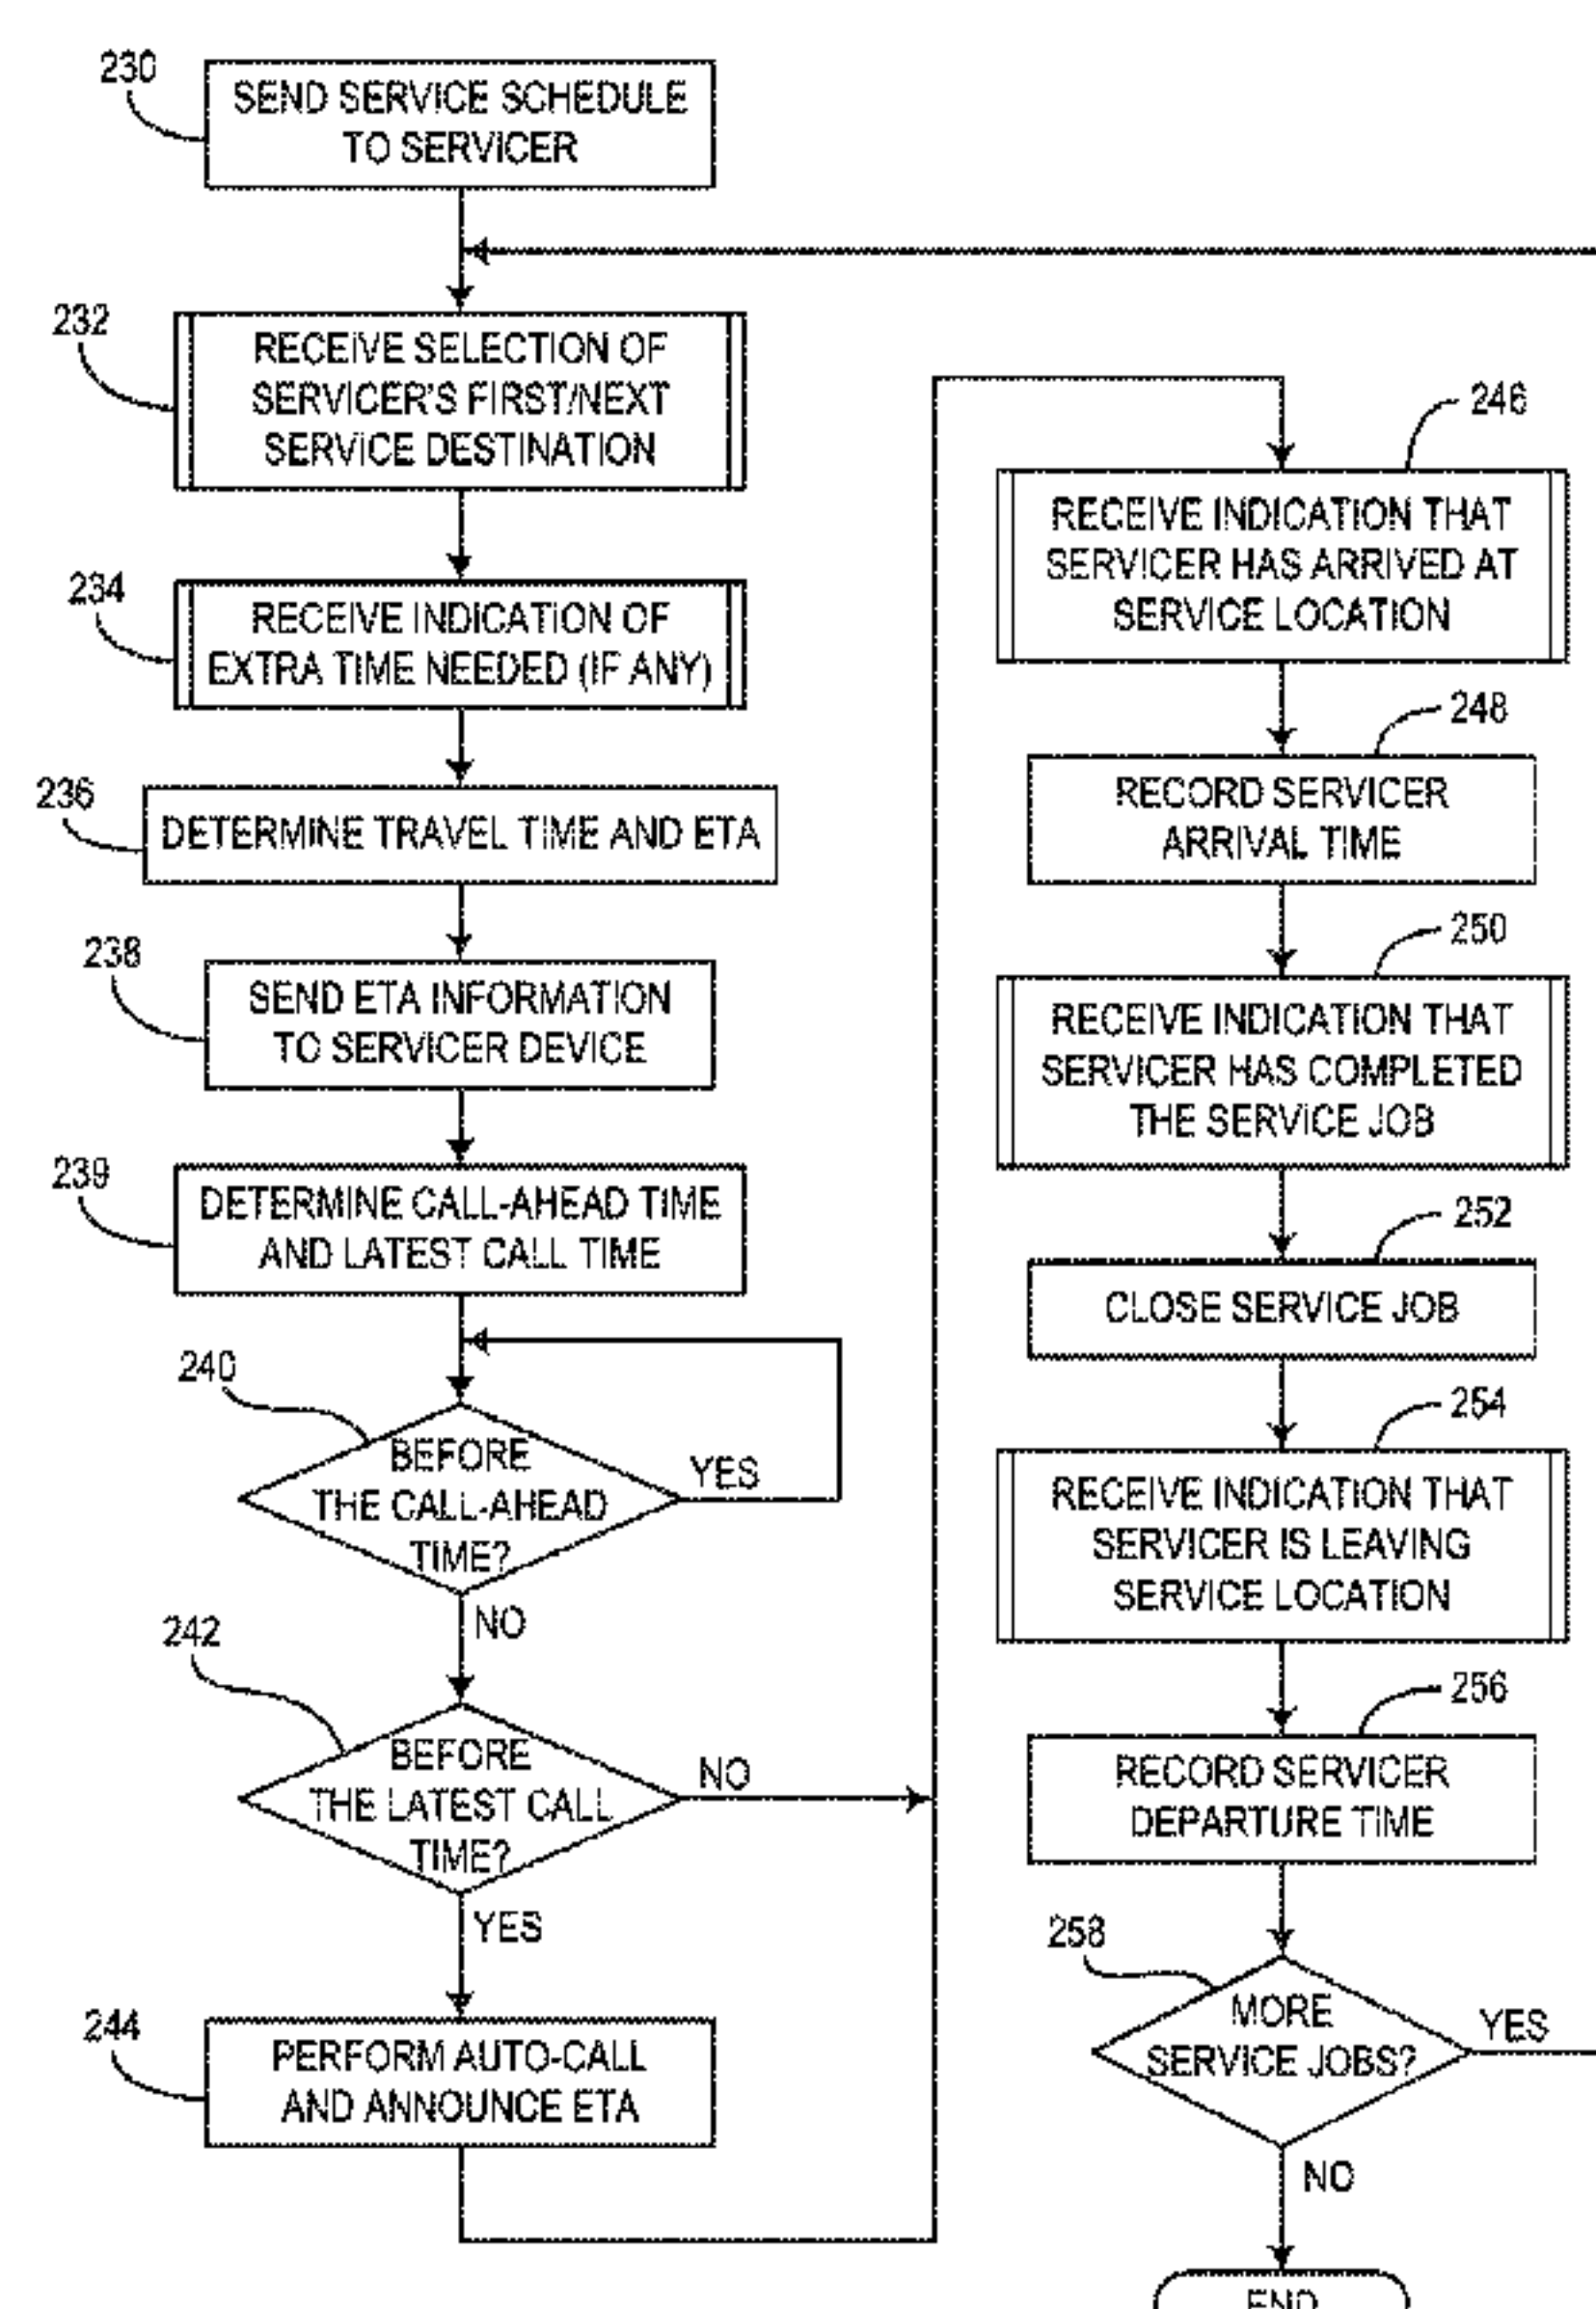 230
SEND SERVICE SCHEDULE
TO SERVICER
232
RECEIVE SELECTION OF
SERVICER'S FIRST/NEXT
SERVICE DESTINATION
234
RECEIVE INDICATION OF
EXTRA TIME NEEDED (IF ANY)
236
DETERMINE TRAVEL TIME AND ETA
238
SEND ETA INFORMATION
TO SERVICER DEVICE
239
DETERMINE CALL-AHEAD TIME
AND LATEST CALL TIME
240
BEFORE
THE CALL-AHEAD
TIME?
YES
NO
242
BEFORE
THE LATEST CALL
TIME?
NO
YES
244
PERFORM AUTO-CALL
AND ANNOUNCE ETA
246
RECEIVE INDICATION THAT
SERVICER HAS ARRIVED AT
SERVICE LOCATION
248
RECORD SERVICER
ARRIVAL TIME
250
RECEIVE INDICATION THAT
SERVICER HAS COMPLETED
THE SERVICE JOB
252
CLOSE SERVICE JOB
254
RECEIVE INDICATION THAT
SERVICER IS LEAVING
SERVICE LOCATION
256
RECORD SERVICER
DEPARTURE TIME
258
MORE
SERVICE JOBS?
YES
NO
END